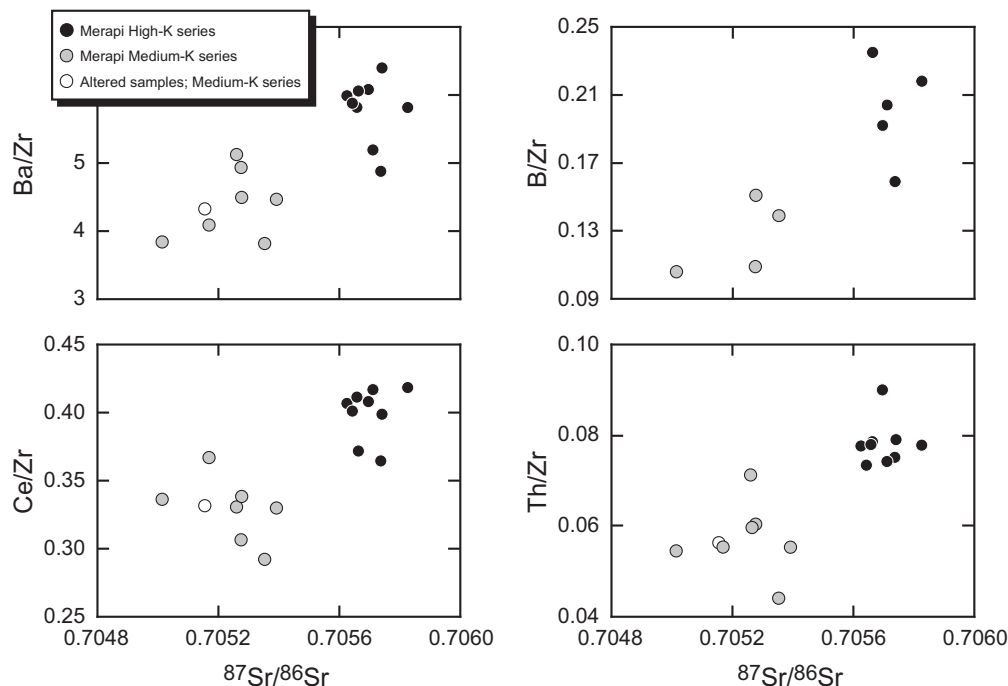 Merapi High-K series
Merapi Medium-K series
Altered samples; Medium-K series
Ba/Zr
5
4
3
B/Zr
0.25
0.21
0.17
0.13
0.09
Ce/Zr
0.45
0.40
0.35
0.30
0.25
0.7048 0.7052 0.7056 0.7060
⁸⁷Sr/⁸⁶Sr
Th/Zr
0.10
0.08
0.06
0.04
0.7048 0.7052 0.7056 0.7060
⁸⁷Sr/⁸⁶Sr